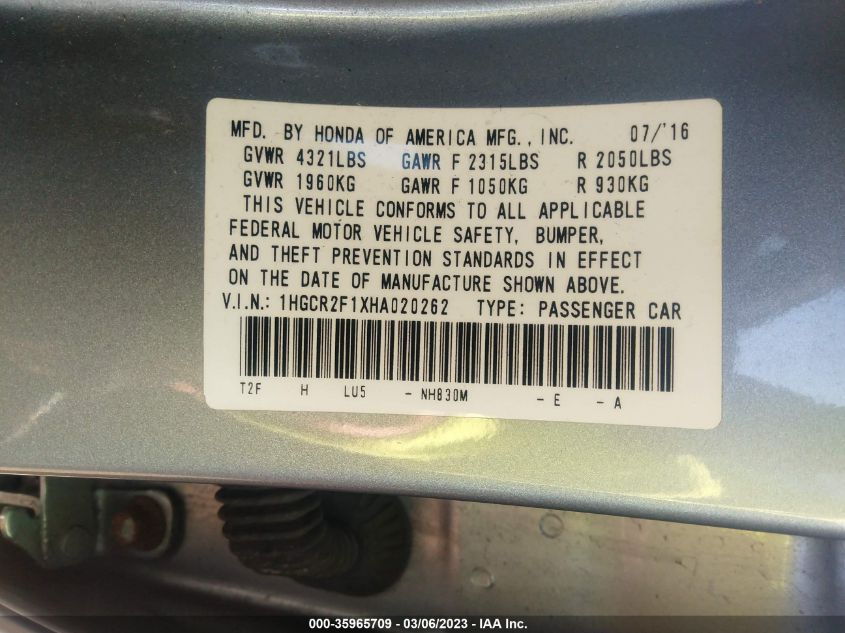 MFD. BY HONDA OF AMERICA MFG., INC. 07/'16
GVWR 4321LBS GAWR F 2315LBS R 2050LBS
GVWR 1960KG GAWR F 1050KG R 930KG
THIS VEHICLE CONFORMS TO ALL APPLICABLE
FEDERAL MOTOR VEHICLE SAFETY, BUMPER,
AND THEFT PREVENTION STANDARDS IN EFFECT
ON THE DATE OF MANUFACTURE SHOWN ABOVE.
V.I.N.: 1HGCR2F1XHA020262 TYPE: PASSENGER CAR
T2F H LU5 - NH830M - E - A
000-35965709 - 03/06/2023 - IAA Inc.